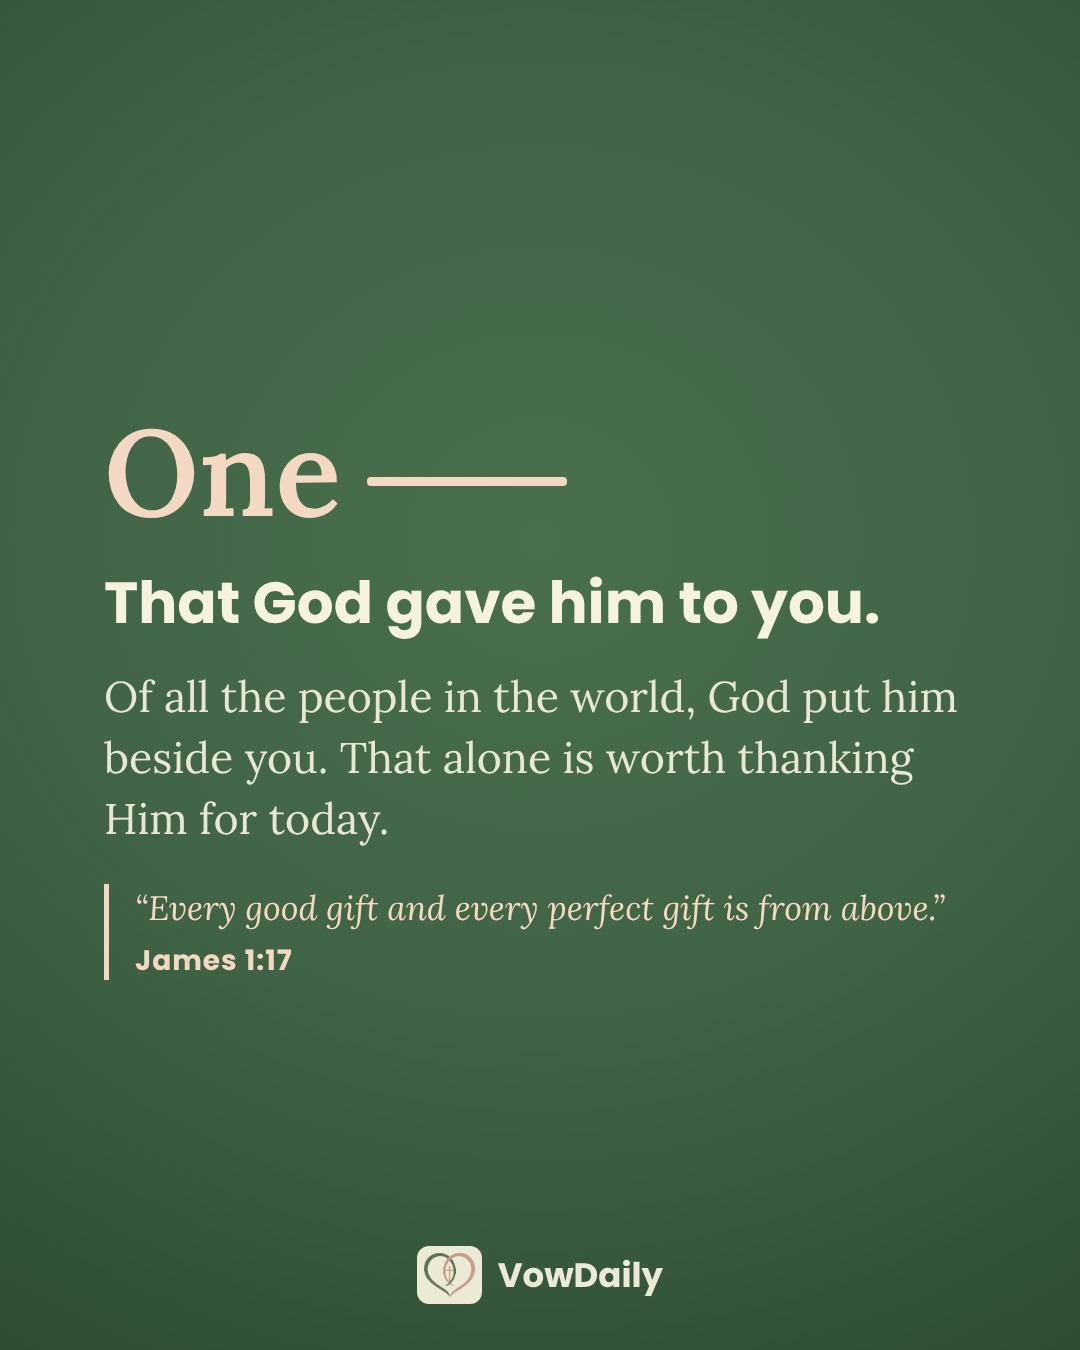 One
That God gave him to you.
Of all the people in the world, God put him
beside you. That alone is worth thanking
Him for today.
“Every good gift and every perfect gift is from above.”
James 1:17
VowDaily